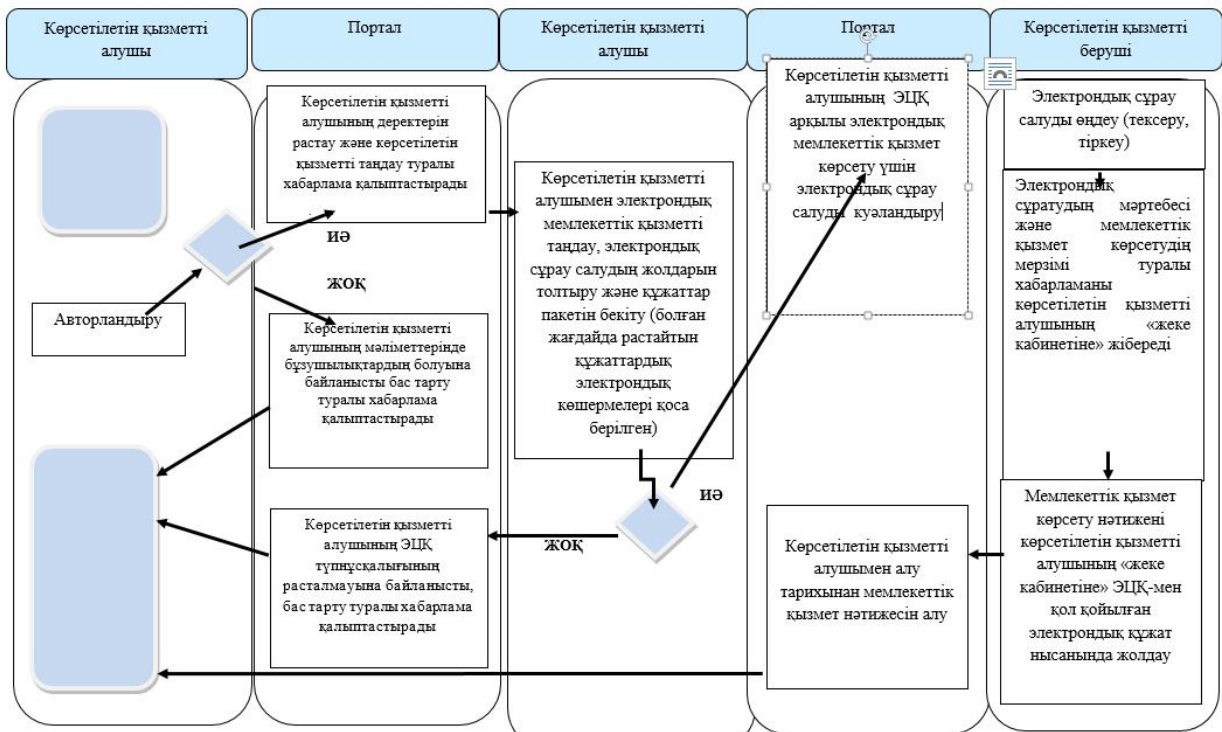 Көрсетілетін қызметті
алушы
Портал
Көрсетілетін қызметті
алушы
Портал
Көрсетілетін қызметті
беруші
Авторландыру
Көрсетілетін қызметті
алушының деректерін
растау және көрсетілетін
қызметті таңдау туралы
хабарлама қалыптастырады
.
ИӘ
ЖОҚ
Көрсетілетін қызметті
алушының мәліметтерінде
бұзушылықтардың болуына
байланысты бас тарту
туралы хабарлама
қалыптастырады
Көрсетілетін қызметті
алушының ЭЦҚ
түпнұсқалығының
расталмауына байланысты,
бас тарту туралы хабарлама
қалыптастырады
Көрсетілетін қызметті
алушымен электрондық
мемлекеттік қызметті
таңдау, электрондық
сұрау салудың жолдарын
толтыру және құжаттар
пакетін бекіту (болған
жағдайда растайтын
құжаттардық
электрондық
көшермелері қоса
берілген)
ИӘ
ЖОҚ
Көрсетілетін қызметті
алушының ЭЦҚ
арқылы электрондық
мемлекеттік қызмет
көрсету үшін
электрондық сұрау
салуды куәландыру
Көрсетілетін қызметті
алушымен алу
тарихынан мемлекеттік
қызмет нәтижесін алу
Электрондық сұрау
салуды өңдеу (тексеру,
тіркеу)
Электрондық
сұратудың мәртебесі
және мемлекеттік
қызмет көрсетудің
мерзімі туралы
хабарламаны
көрсетілетін қызметті
алушының «жеке
кабинетіне» жібереді
Мемлекеттік қызмет
көрсету нәтижені
көрсетілетін қызметті
алушының «жеке
кабинетіне» ЭЦҚ-мен
қол қойылған
электрондық құжат
нысанында жолдау